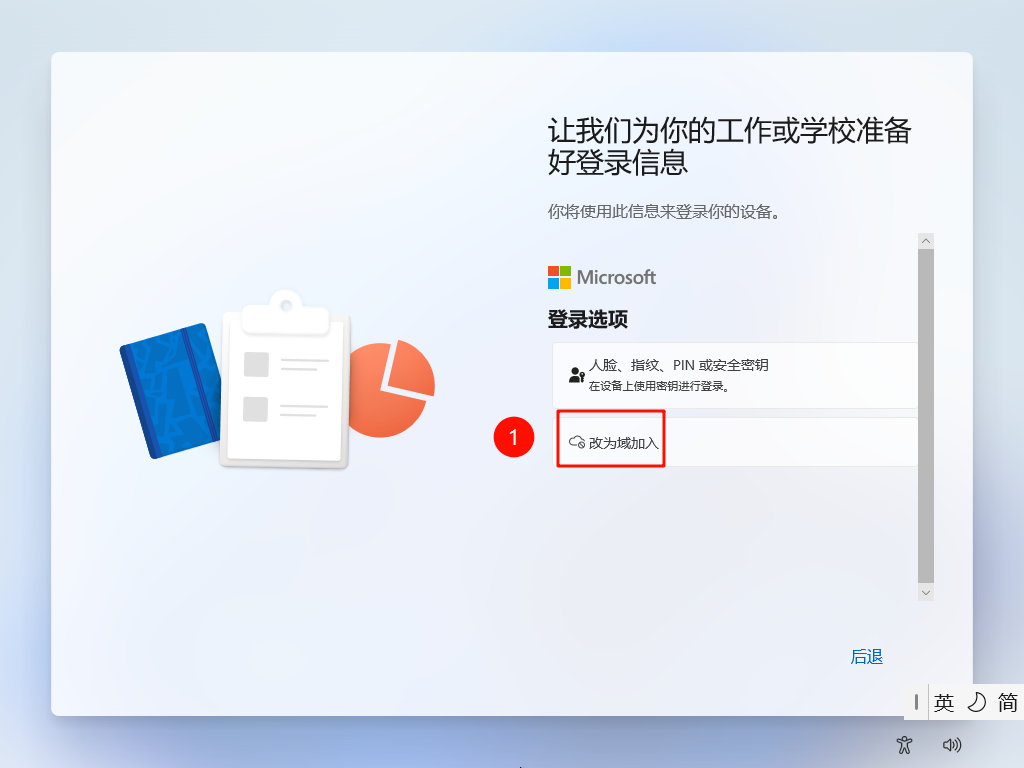 让我们为你的工作或学校准备
好登录信息
你将使用此信息来登录你的设备。
Microsoft
登录选项
人脸、指纹、PIN 或安全密钥
在设备上使用密钥进行登录。
1
改为域加入
后退
英 简